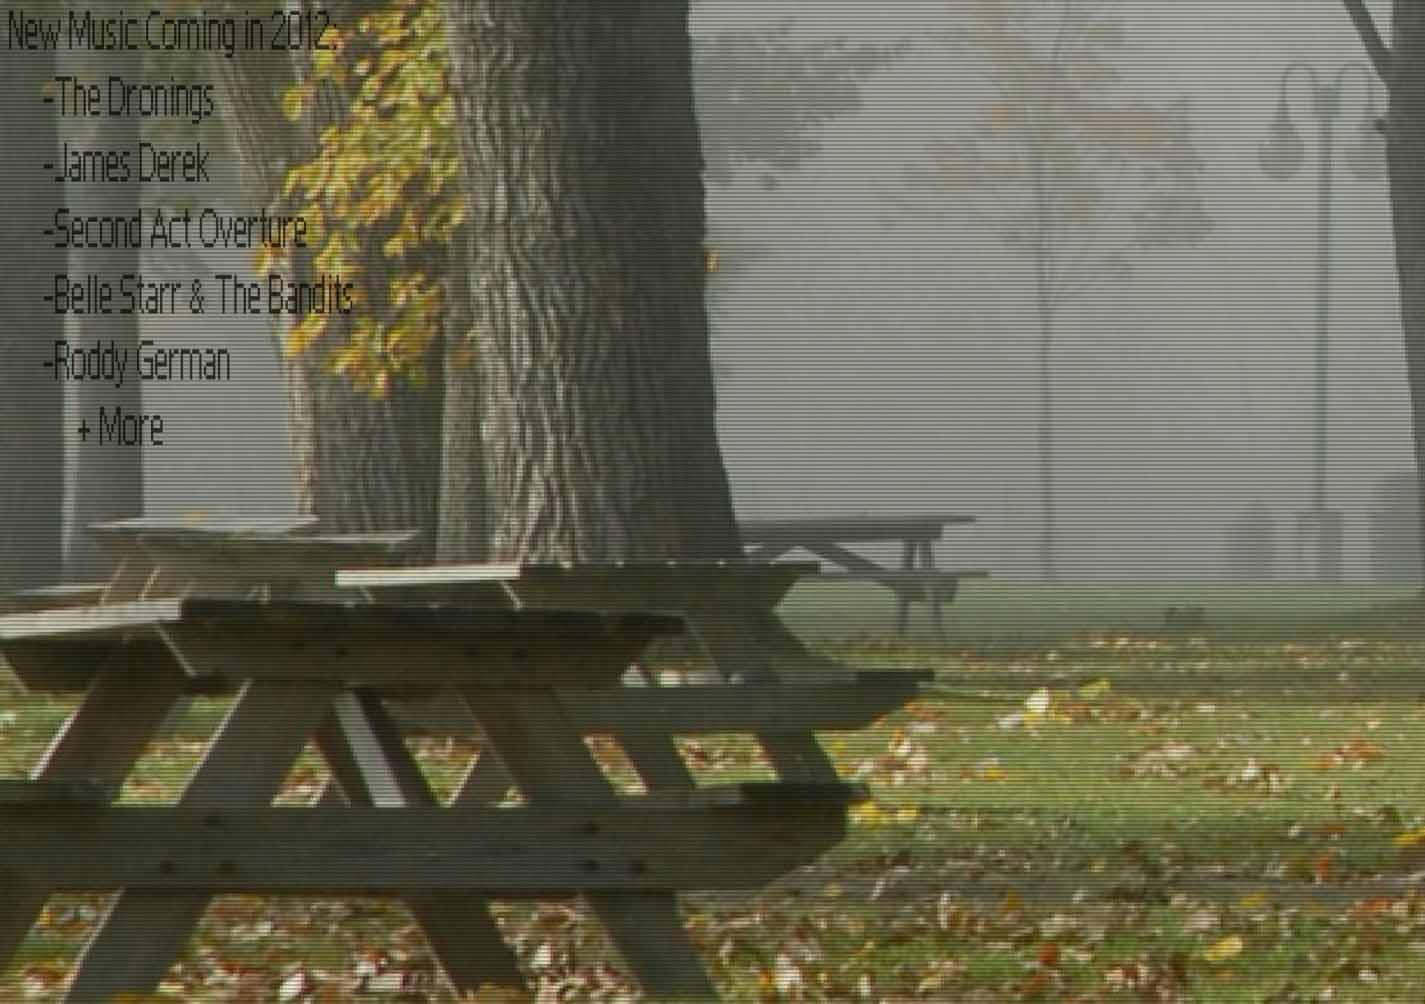 New Music Coming in 2012:
-The Dronings
-James Derek
-Second Act Overture
-Belle Starr & The Bandits
-Roddy German
+ More